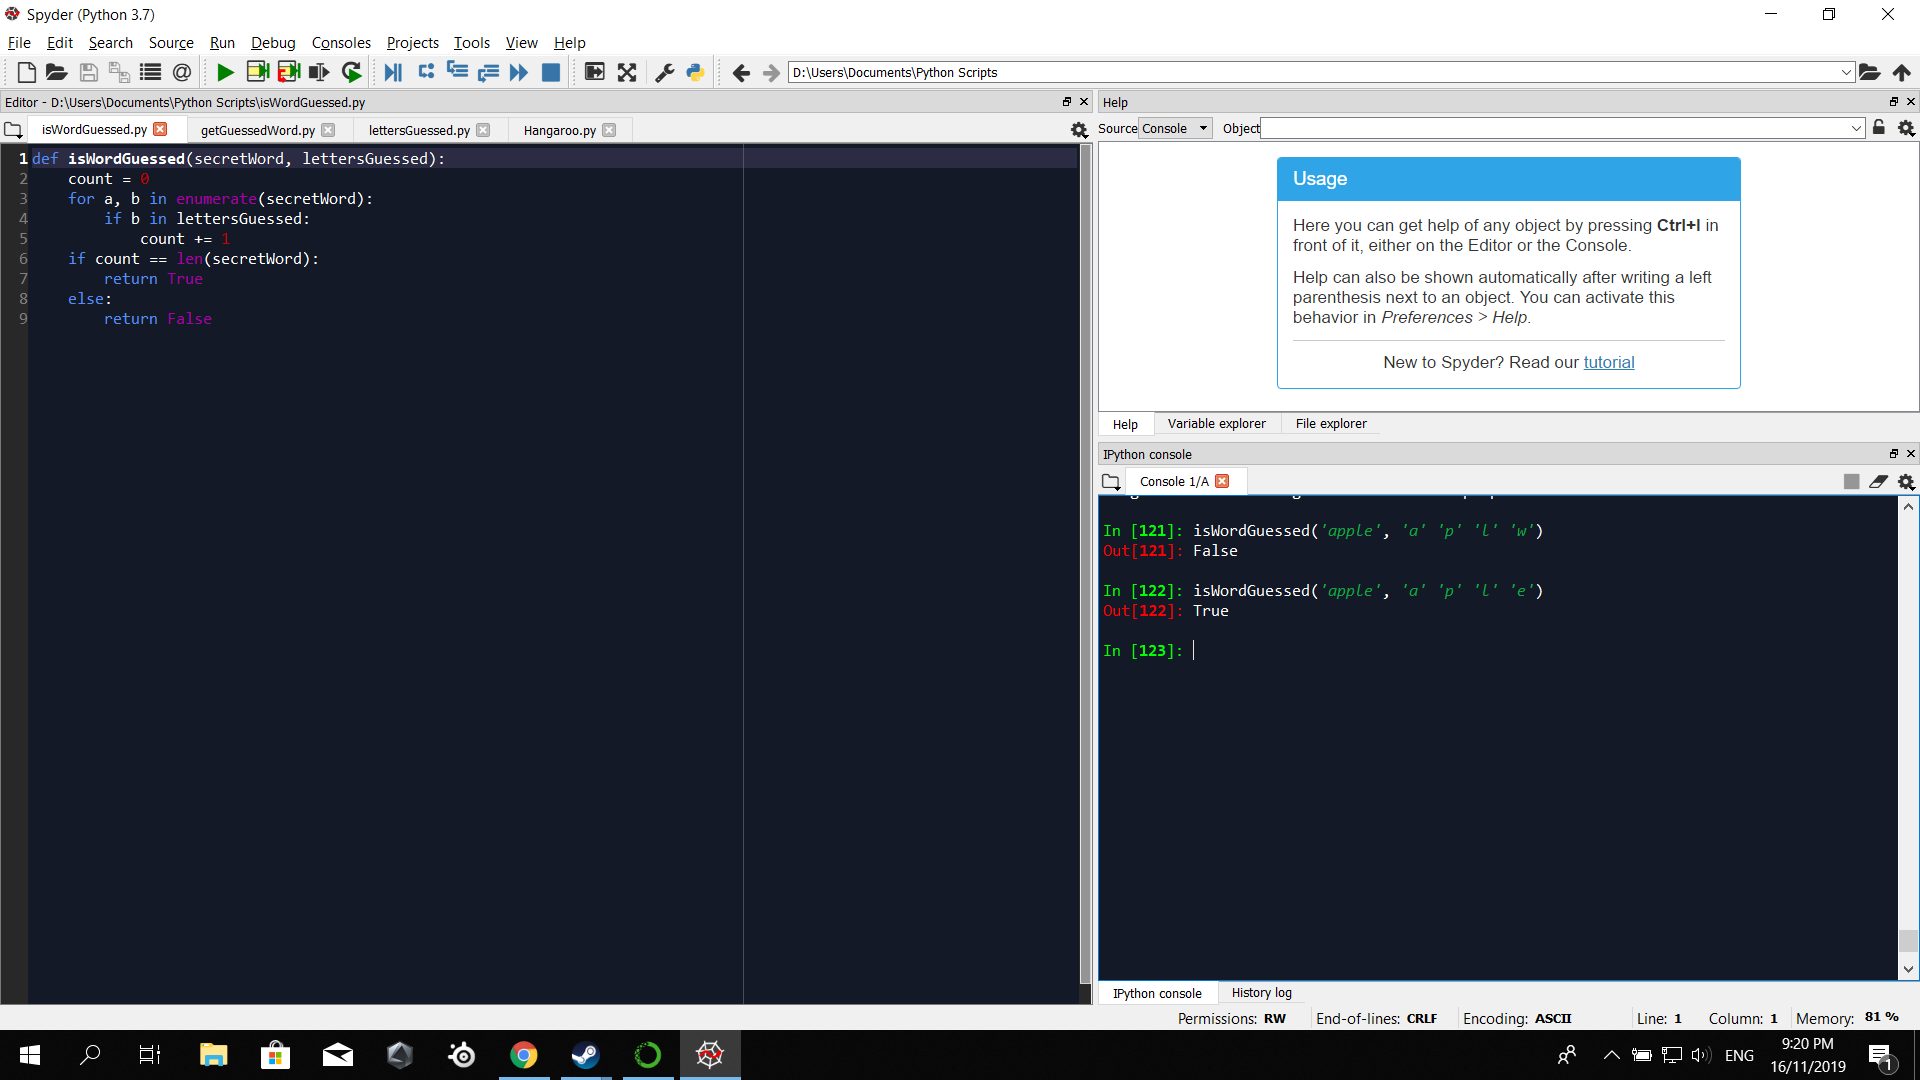 Spyder (Python 3.7)
File Edit Search Source Run Debug Consoles Projects Tools View Help
D:\Users\Documents\Python Scripts
Editor - D:\Users\Documents\Python Scripts\isWordGuessed.py
isWordGuessed.py getGuessedWord.py lettersGuessed.py Hangaroo.py
1 def isWordGuessed(secretWord, lettersGuessed):
2 count = 0
3 for a, b in enumerate(secretWord):
4 if b in lettersGuessed:
5 count += 1
6 if count == len(secretWord):
7 return True
8 else:
9 return False
Help
Source Console Object
Usage
Here you can get help of any object by pressing Ctrl+I in
front of it, either on the Editor or the Console.
Help can also be shown automatically after writing a left
parenthesis next to an object. You can activate this
behavior in Preferences > Help.
New to Spyder? Read our tutorial
Help Variable explorer File explorer
IPython console
Console 1/A
In [121]: isWordGuessed('apple', 'a' 'p' 'l' 'w')
Out[121]: False
In [122]: isWordGuessed('apple', 'a' 'p' 'l' 'e')
Out[122]: True
In [123]:
IPython console History log
Permissions: RW End-of-lines: CRLF Encoding: ASCII Line: 1 Column: 1 Memory: 81 %
ENG
9:20 PM
16/11/2019
1